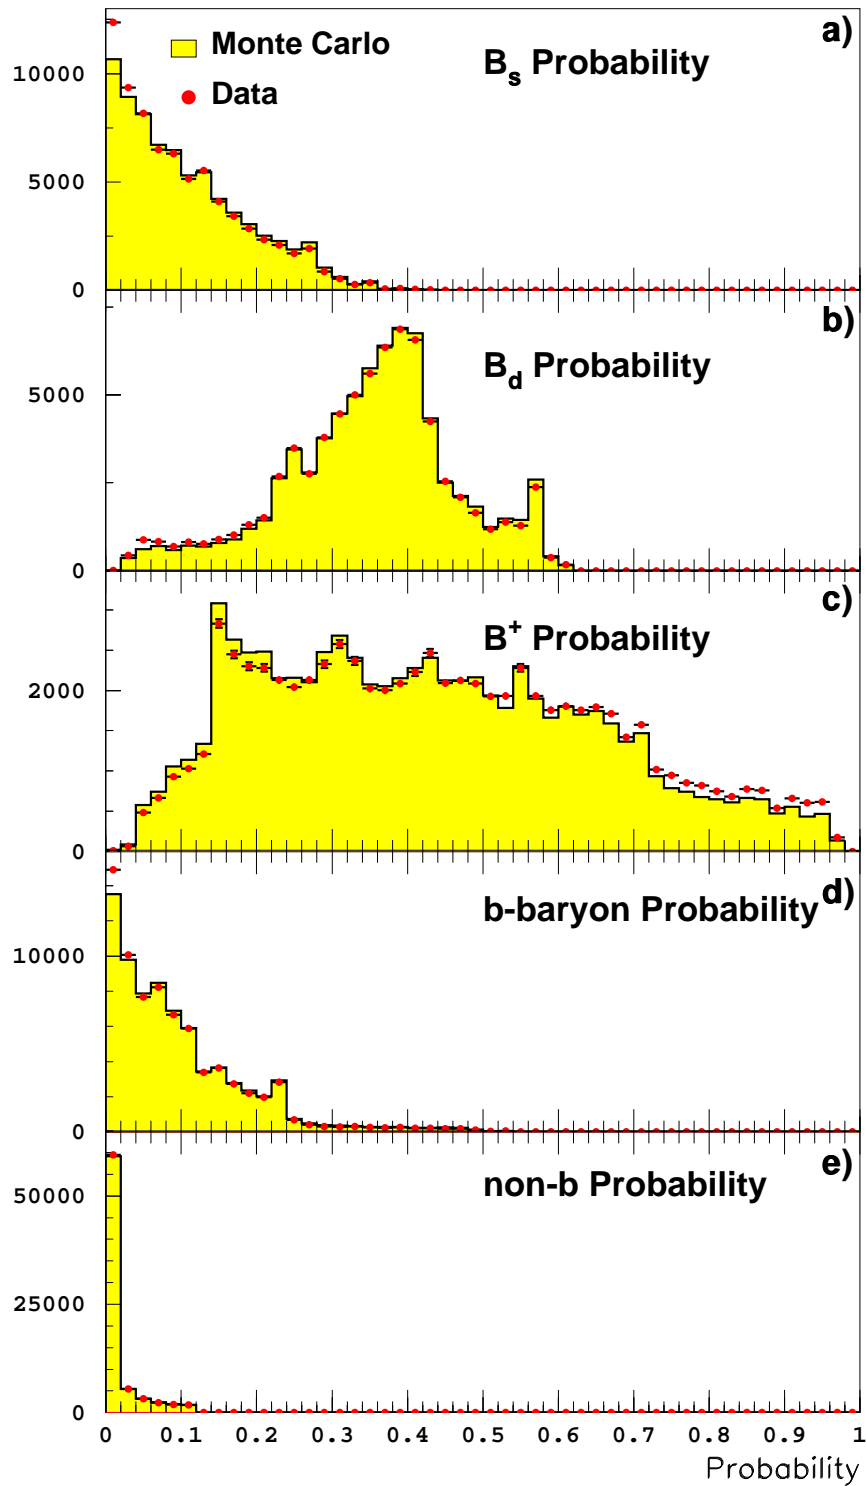 a)
Monte Carlo
Data
B_s Probability
10000
5000
0
b)
B_d Probability
5000
0
c)
B^+ Probability
2000
0
d)
b-baryon Probability
10000
0
e)
non-b Probability
50000
25000
0
0 0.1 0.2 0.3 0.4 0.5 0.6 0.7 0.8 0.9 1
Probability